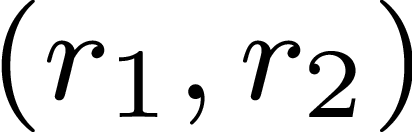 (r₁, r₂)